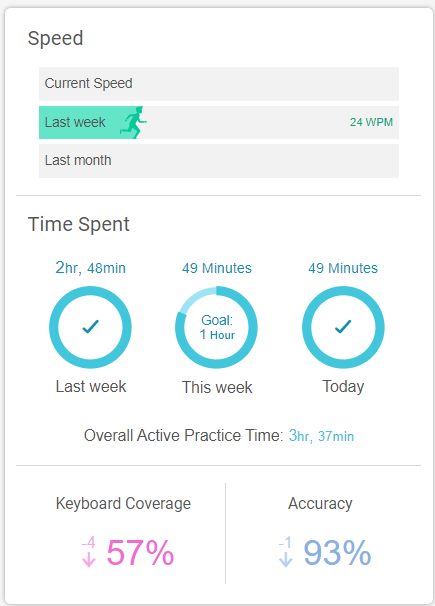 Speed
Current Speed
Last week 24 WPM
Last month
Time Spent
2hr, 48min 49 Minutes 49 Minutes
Goal:
1 Hour
Last week This week Today
Overall Active Practice Time: 3hr, 37min
Keyboard Coverage Accuracy
-4 57% -1 93%